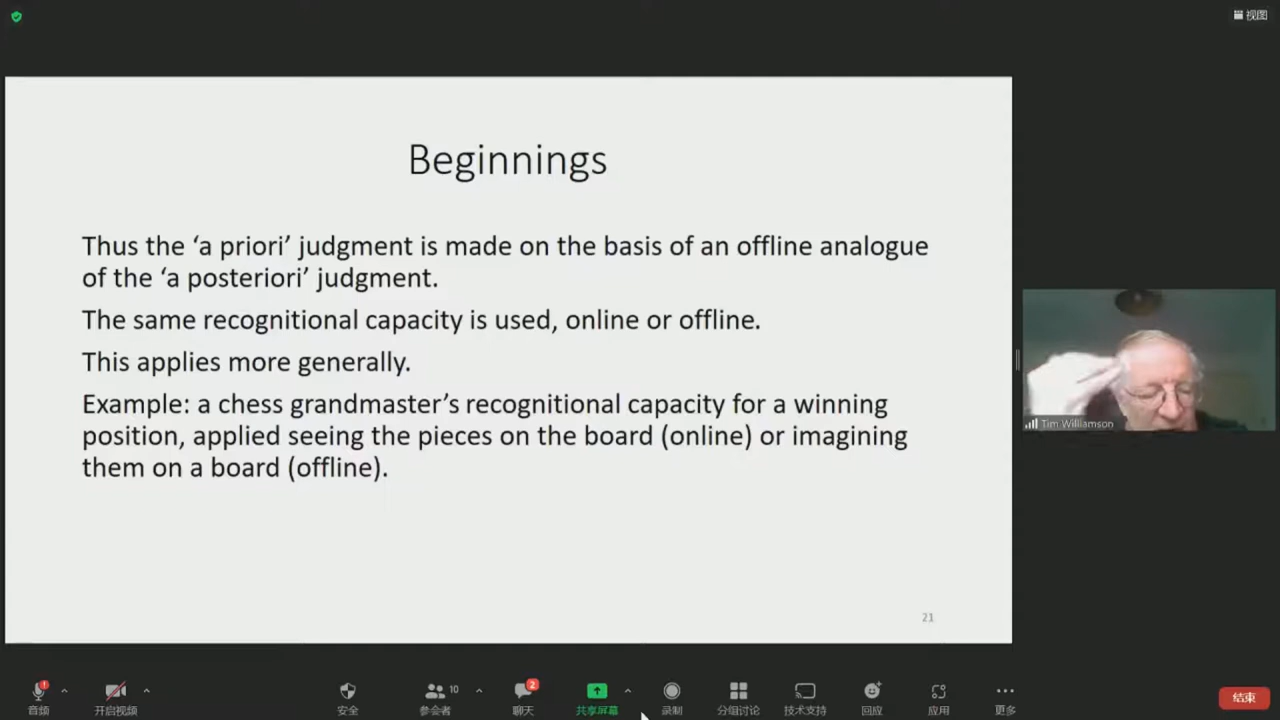 视图
Beginnings
Thus the ‘a priori’ judgment is made on the basis of an offline analogue
of the ‘a posteriori’ judgment.
The same recognitional capacity is used, online or offline.
This applies more generally.
Example: a chess grandmaster’s recognitional capacity for a winning
position, applied seeing the pieces on the board (online) or imagining
them on a board (offline).
21
Tim Williamson
10
2
音频
开启视频
安全
参会者
聊天
共享屏幕
录制
分组讨论
技术支持
回应
应用
更多
结束